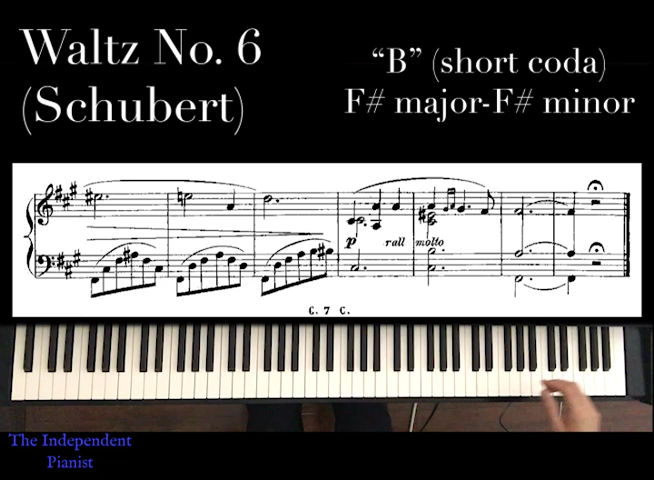 Waltz No. 6
(Schubert)
“B” (short coda)
F# major-F# minor
p rall molto
C. 7 C.
The Independent
Pianist